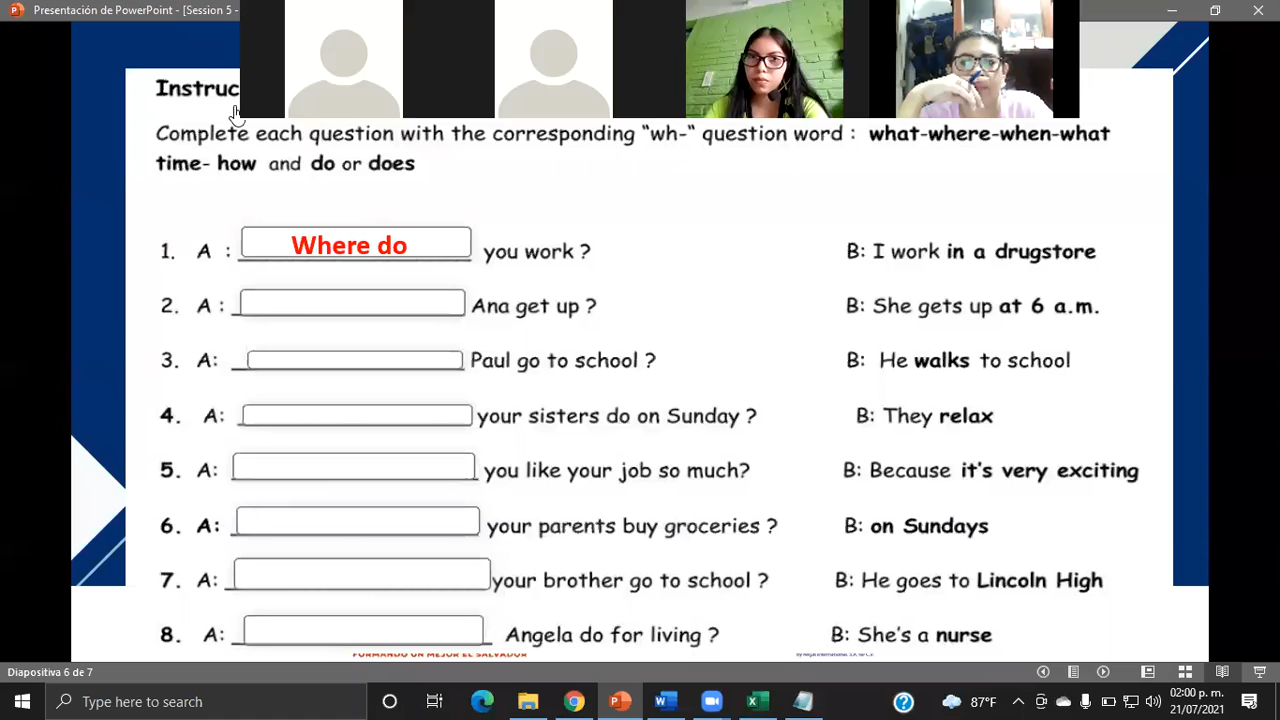 Presentación de PowerPoint - [Session 5 -
Instruc
Complete each question with the corresponding “wh-“ question word : what-where-when-what
time- how and do or does
1. A : Where do you work ? B: I work in a drugstore
2. A : Ana get up ? B: She gets up at 6 a.m.
3. A: Paul go to school ? B: He walks to school
4. A: your sisters do on Sunday ? B: They relax
5. A: you like your job so much? B: Because it's very exciting
6. A: your parents buy groceries ? B: on Sundays
7. A: your brother go to school ? B: He goes to Lincoln High
8. A: Angela do for living ? B: She's a nurse
FORMANDO UN MEJOR EL SALVADOR
Diapositiva 6 de 7
Type here to search
87°F
02:00 p. m.
21/07/2021